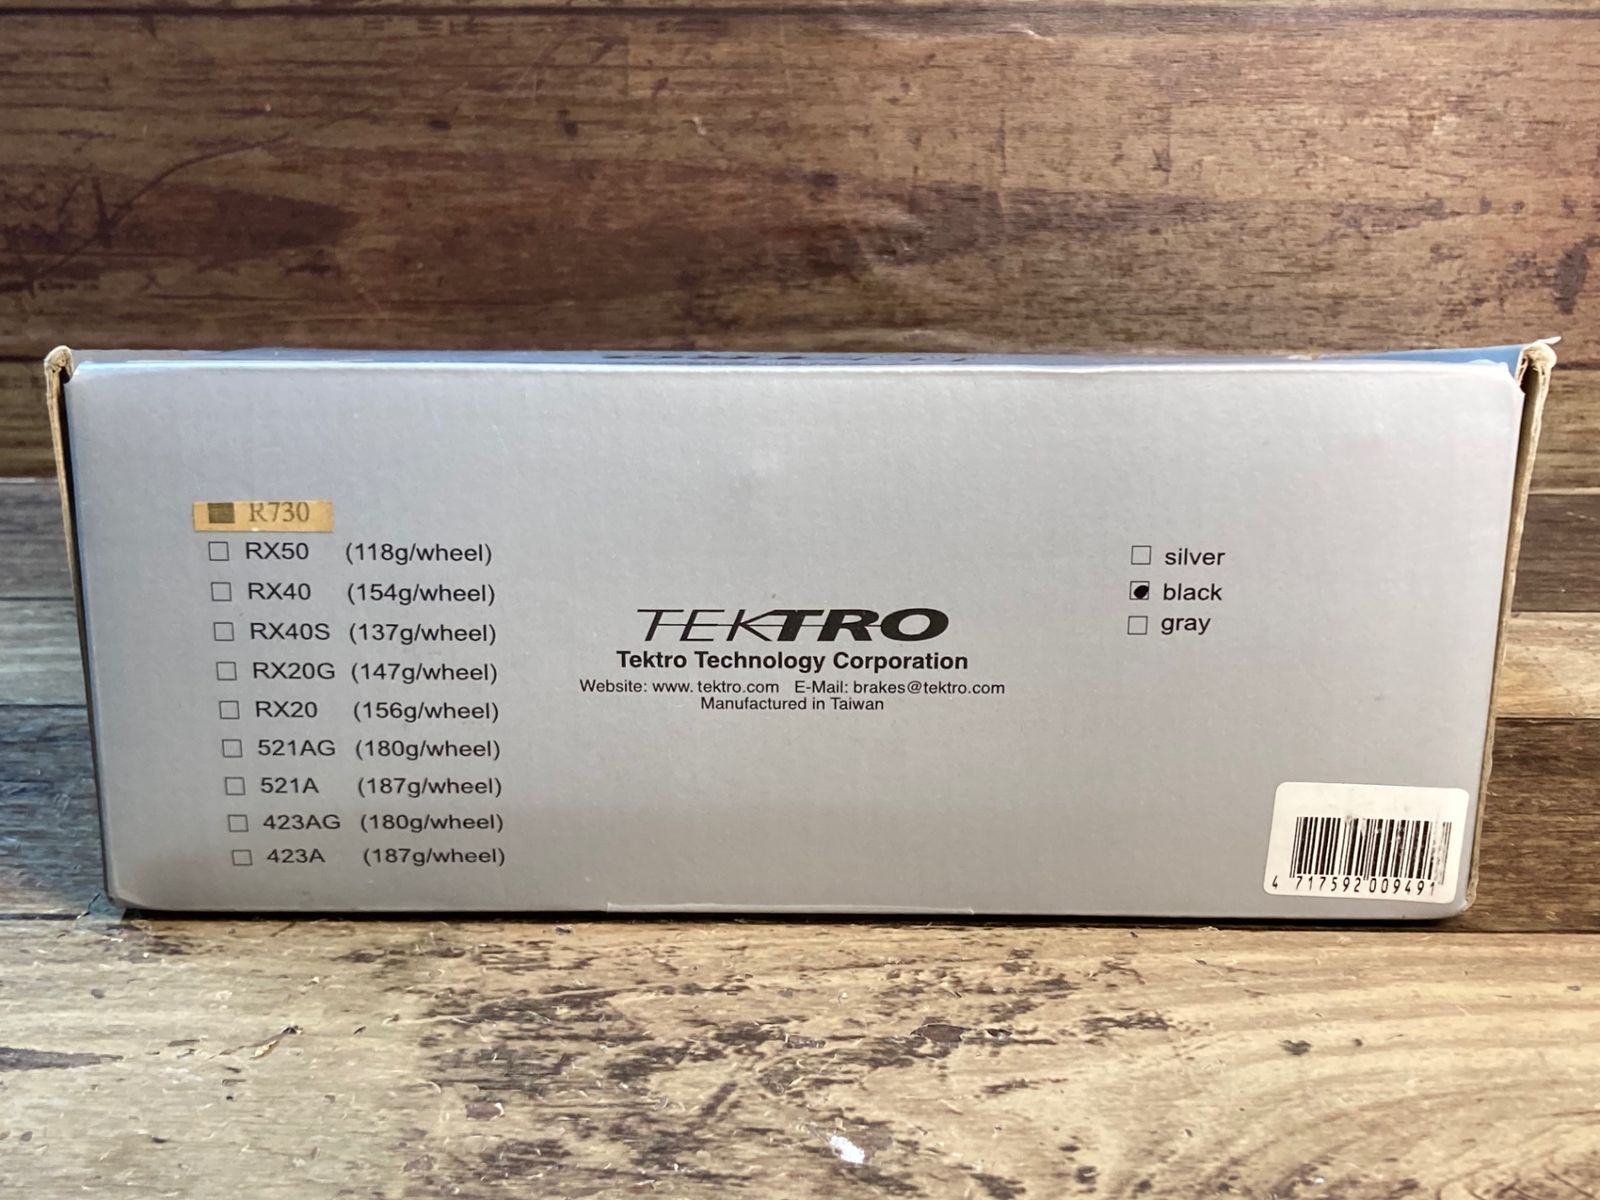 R730
RX50 (118g/wheel)
RX40 (154g/wheel)
RX40S (137g/wheel)
RX20G (147g/wheel)
RX20 (156g/wheel)
521AG (180g/wheel)
521A (187g/wheel)
423AG (180g/wheel)
423A (187g/wheel)
TEKTRO
Tektro Technology Corporation
Website: www. tektro.com E-Mail: brakes@tektro.com
Manufactured in Taiwan
silver
black
gray
4 717592 009491